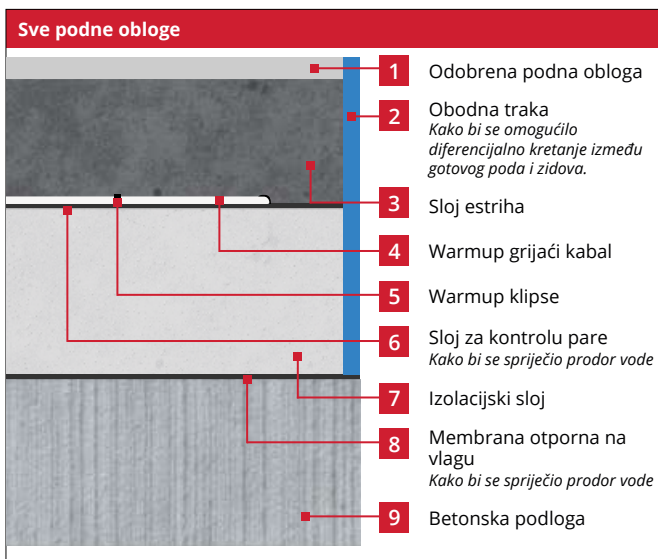 Sve podne obloge
1 Odobrena podna obloga
2 Obodna traka
Kako bi se omogućilo
diferencijalno kretanje između
gotovog poda i zidova.
3 Sloj estriha
4 Warmup grijaći kabal
5 Warmup klipse
6 Sloj za kontrolu pare
Kako bi se spriječio prodor vode
7 Izolacijski sloj
8 Membrana otporna na
vlagu
Kako bi se spriječio prodor vode
9 Betonska podloga